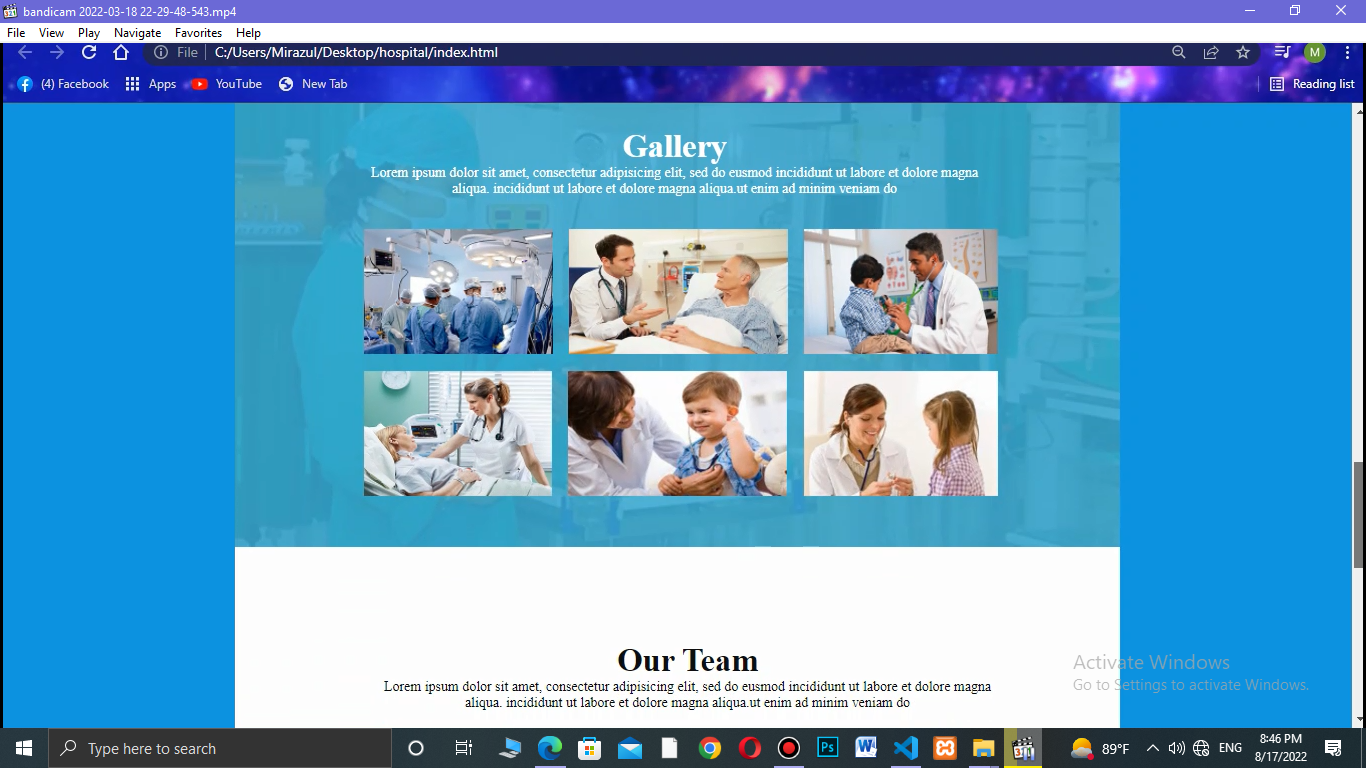 bandicam 2022-03-18 22-29-48-543.mp4
File View Play Navigate Favorites Help
File C:/Users/Mirazul/Desktop/hospital/index.html
M
(4) Facebook Apps YouTube New Tab Reading list
Gallery
Lorem ipsum dolor sit amet, consectetur adipisicing elit, sed do eusmod incididunt ut labore et dolore magna
aliqua. incididunt ut labore et dolore magna aliqua.ut enim ad minim veniam do
Our Team
Lorem ipsum dolor sit amet, consectetur adipisicing elit, sed do eusmod incididunt ut labore et dolore magna
aliqua. incididunt ut labore et dolore magna aliqua.ut enim ad minim veniam do
Activate Windows
Go to Settings to activate Windows.
Type here to search
Ps
W
321
89°F
ENG
8:46 PM
8/17/2022